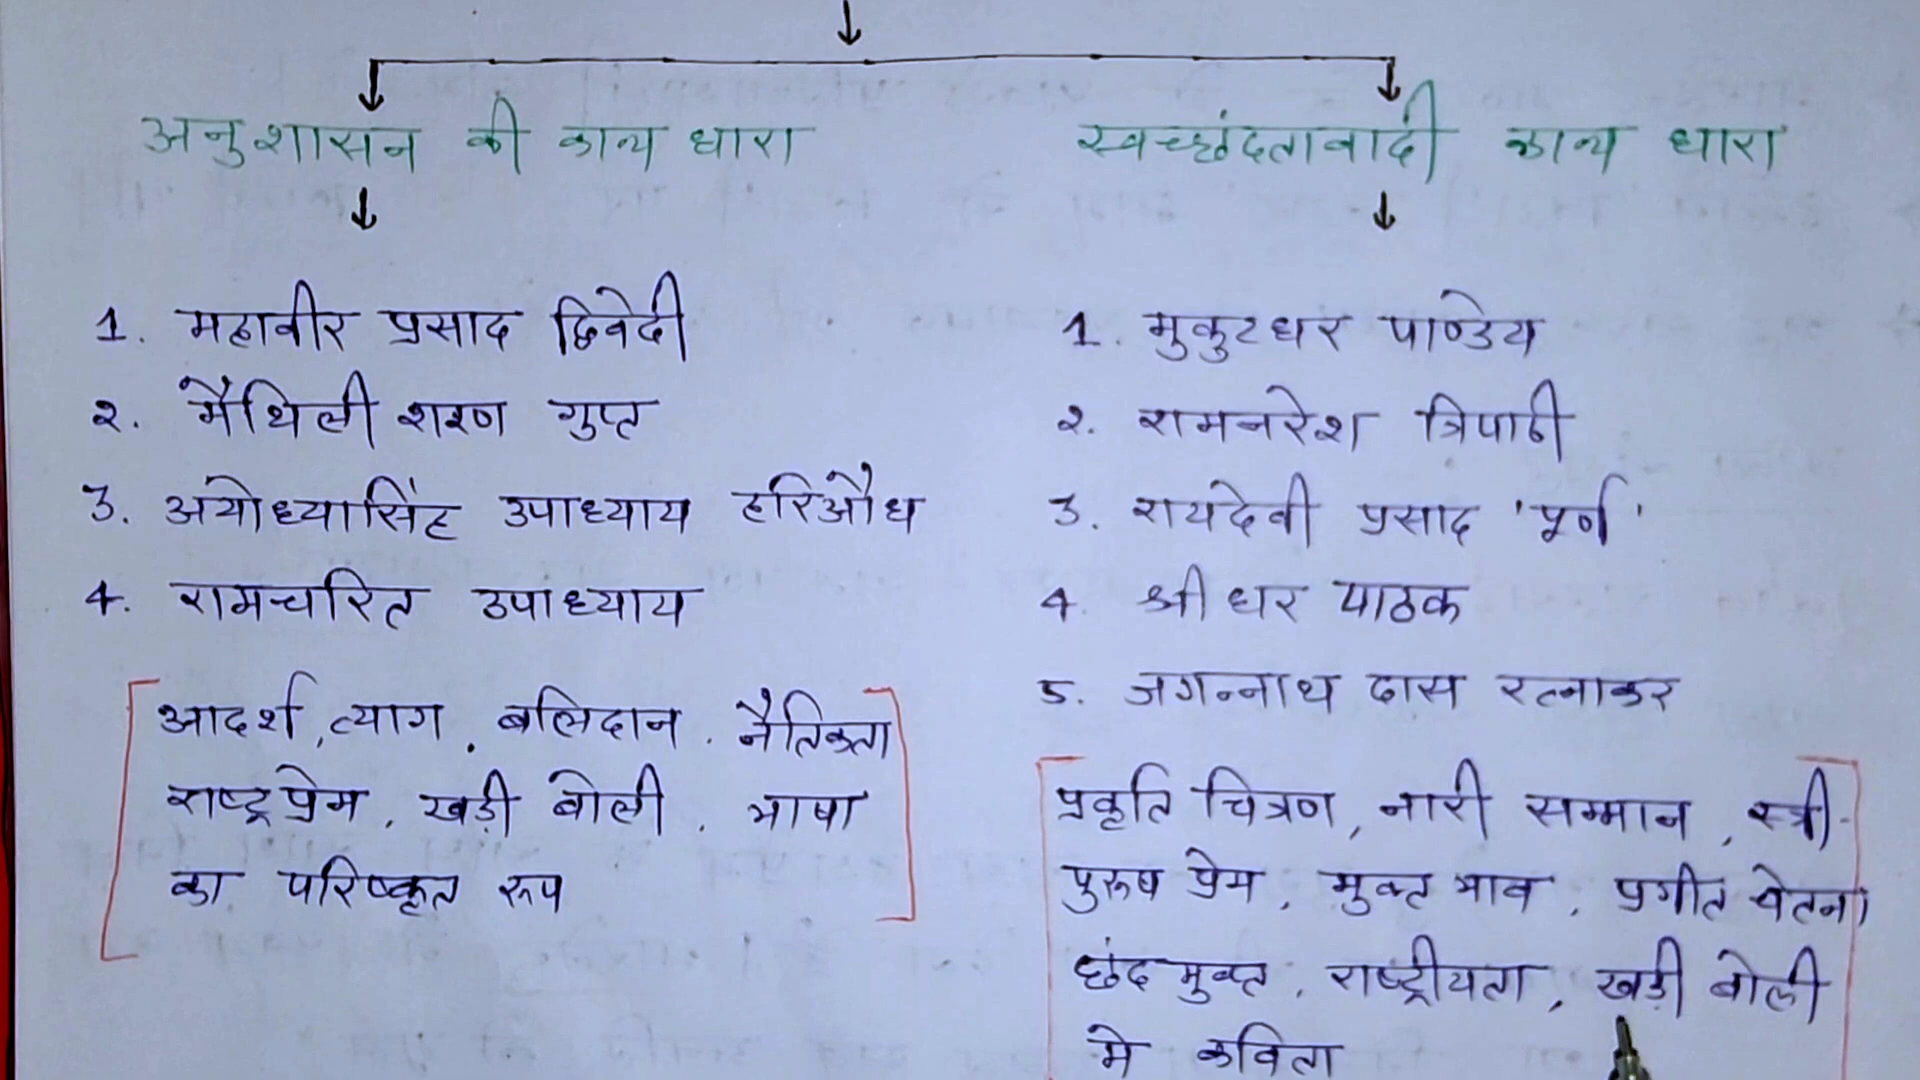 अनुशासन की काव्य धारा
स्वच्छंदतावादी काव्य धारा
1. महावीर प्रसाद द्विवेदी
२. मैथिली शरण गुप्त
3. अयोध्यासिंह उपाध्याय हरिऔध
4. रामचरित उपाध्याय
आदर्श, त्याग, बलिदान, नैतिकता
राष्ट्रप्रेम, खड़ी बोली, भाषा
का परिष्कृत रूप
1. मुकुटधर पाण्डेय
२. रामनरेश त्रिपाठी
3. रायदेवी प्रसाद 'पूर्ण'
4. श्रीधर पाठक
5. जगन्नाथ दास रत्नाकर
प्रकृति चित्रण, नारी सम्मान, स्त्री-
पुरुष प्रेम, मुक्त भाव, प्रगीत चेतना
छंद मुक्त, राष्ट्रीयता, खड़ी बोली
मे कविता